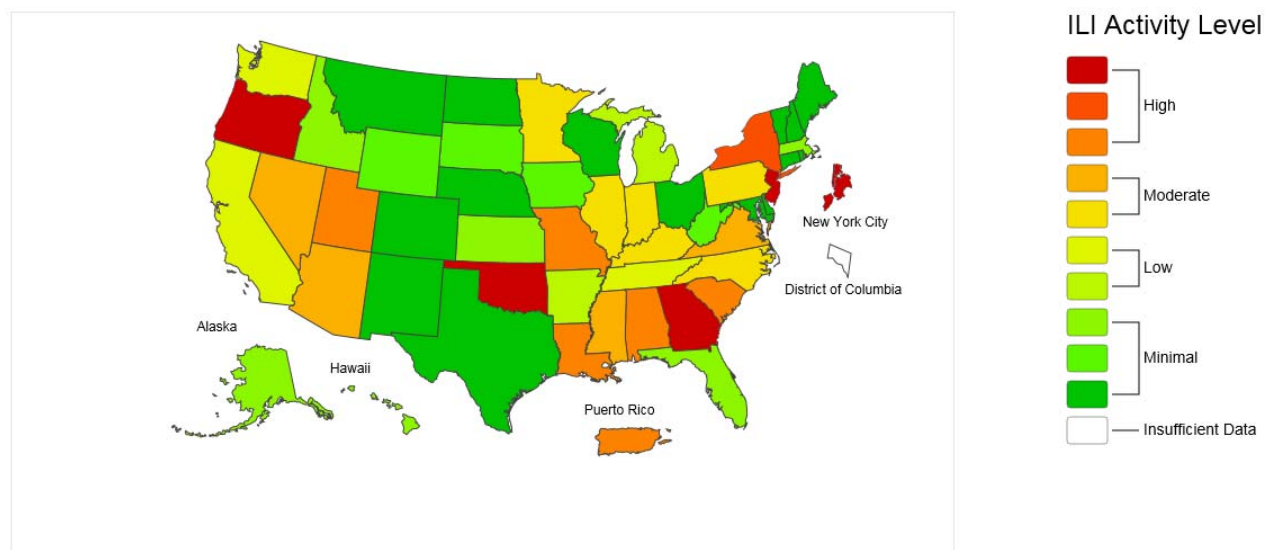 ILI Activity Level
High
Moderate
New York City
Low
District of Columbia
Alaska
Minimal
Hawaii
Puerto Rico
Insufficient Data